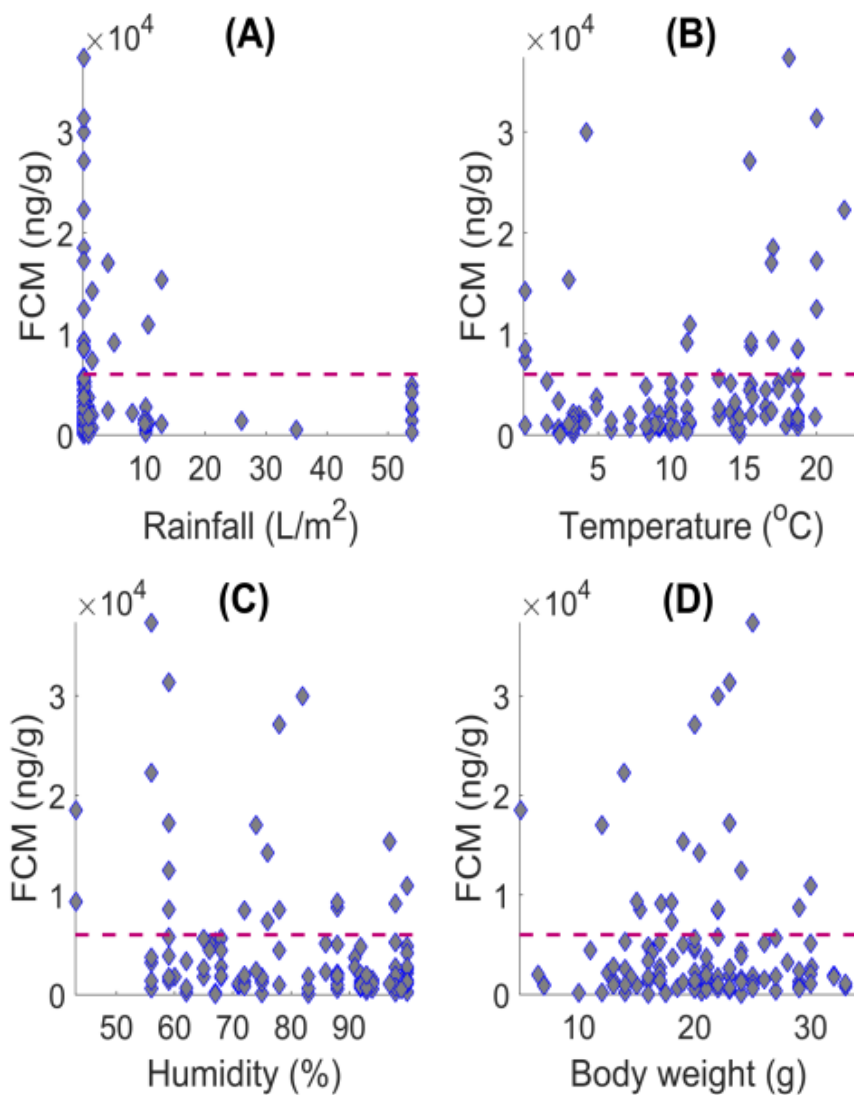 ×10⁴ (A)
FCM (ng/g)
3
2
1
0
10 20 30 40 50
Rainfall (L/m²)
×10⁴ (B)
FCM (ng/g)
3
2
1
0
5 10 15 20
Temperature (°C)
×10⁴ (C)
FCM (ng/g)
3
2
1
0
50 60 70 80 90
Humidity (%)
×10⁴ (D)
FCM (ng/g)
3
2
1
0
10 20 30
Body weight (g)